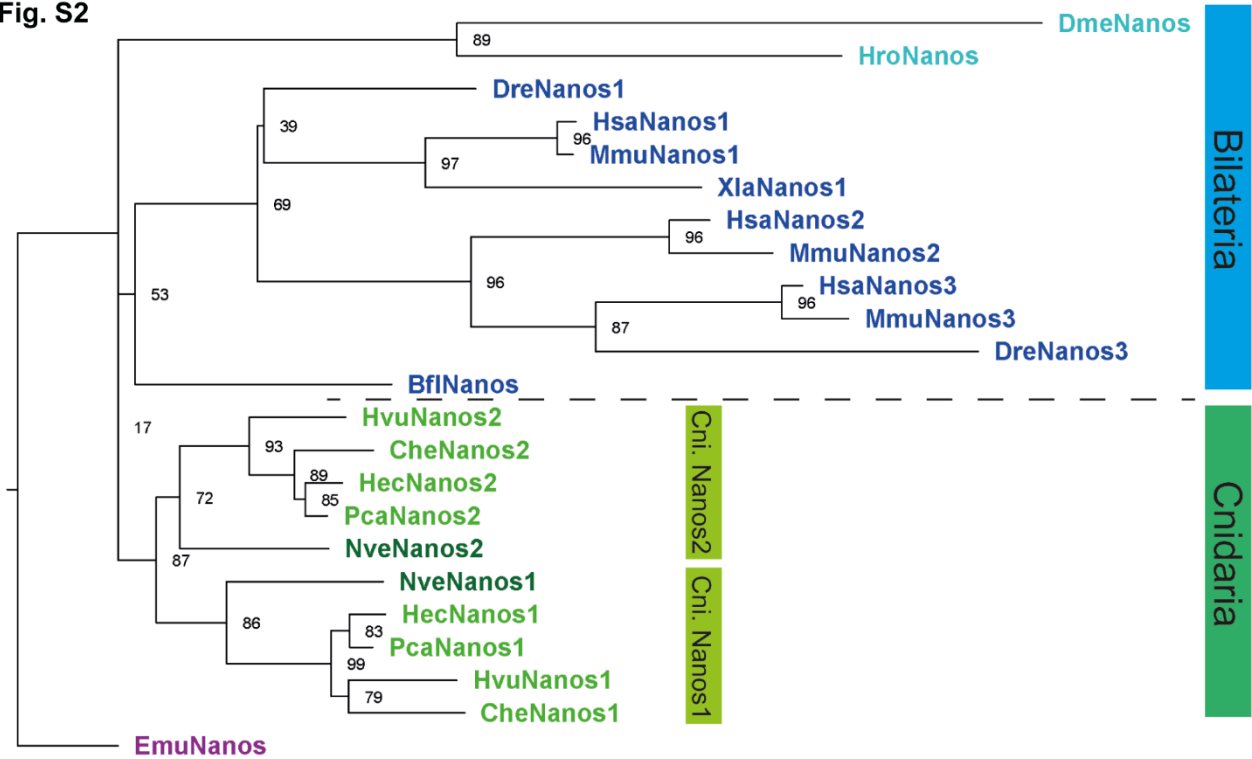 Fig. S2
DmeNanos
89
HroNanos
DreNanos1
39
HsaNanos1
96
MmuNanos1
97
XlaNanos1
69
HsaNanos2
96
MmuNanos2
96
HsaNanos3
96
MmuNanos3
87
DreNanos3
53
BflNanos
Bilateria
17
HvuNanos2
93
CheNanos2
89
HecNanos2
85
PcaNanos2
72
NveNanos2
Cni. Nanos2
87
NveNanos1
86
HecNanos1
83
PcaNanos1
99
HvuNanos1
79
CheNanos1
Cni. Nanos1
Cnidaria
EmuNanos